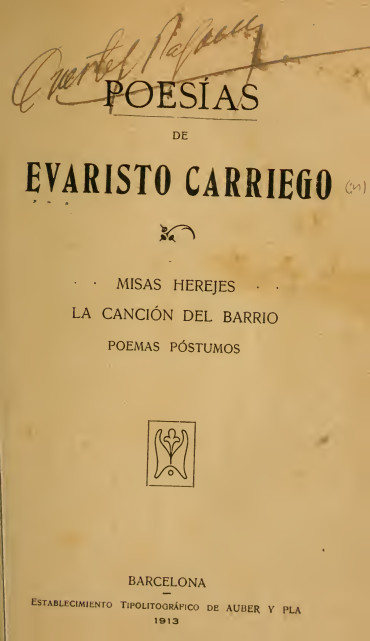 POESÍAS
DE
EVARISTO CARRIEGO
MISAS HEREJES
LA CANCIÓN DEL BARRIO
POEMAS PÓSTUMOS
BARCELONA
ESTABLECIMIENTO TIPOLITOGRÁFICO DE AUBER Y PLA
1913